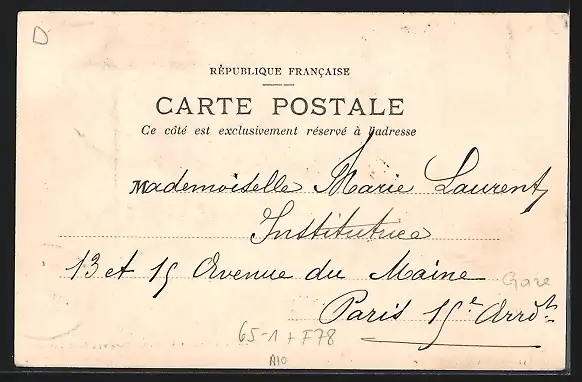 D
RÉPUBLIQUE FRANÇAISE
CARTE POSTALE
Ce côté est exclusivement réservé à l'adresse
Mademoiselle Marie Laurent
Institutrice
13 et 15 Avenue du Maine
Gare
Paris 15e Arrdt
65-1 + F78
A10